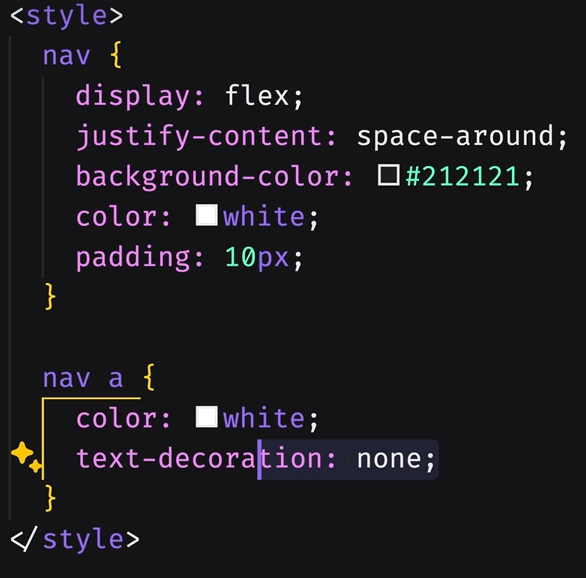 <style>
nav {
display: flex;
justify-content: space-around;
background-color: #212121;
color: white;
padding: 10px;
}
nav a {
color: white;
text-decoration: none;
}
</style>